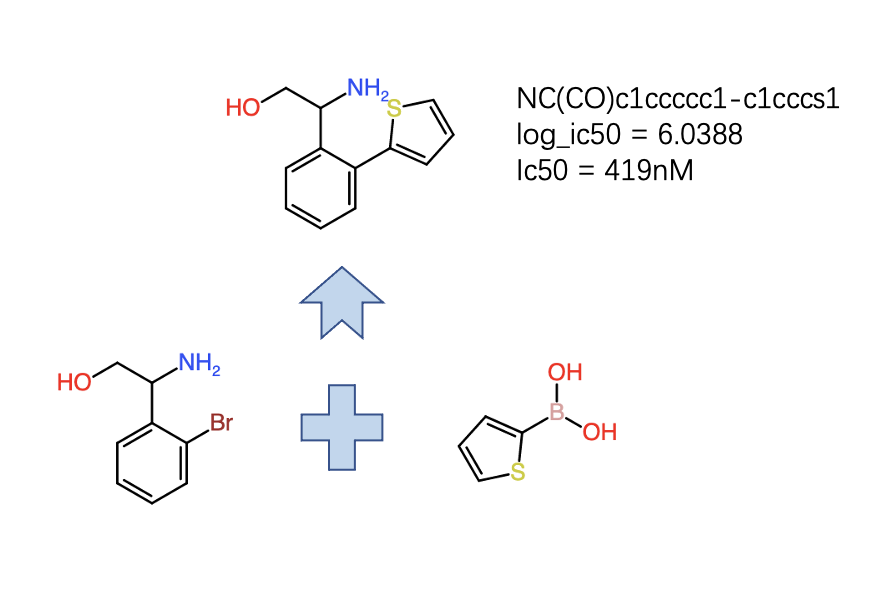 HO NH2 S
NC(CO)c1ccccc1-c1cccs1
log_ic50 = 6.0388
Ic50 = 419nM
HO NH2 Br
OH
B
OH
S